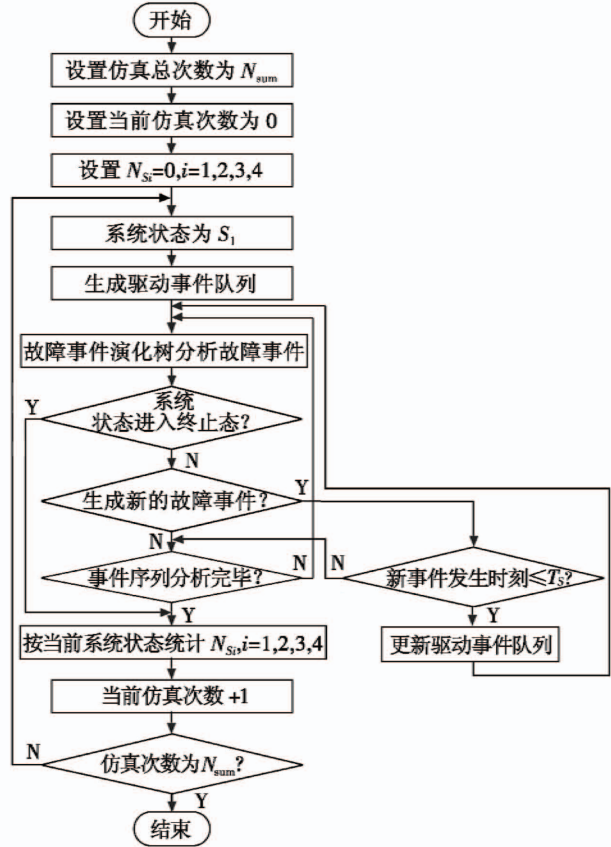 开始
设置仿真总次数为 N_sum
设置当前仿真次数为 0
设置 N_Si=0,i=1,2,3,4
系统状态为 S_1
生成驱动事件队列
故障事件演化树分析故障事件
Y
系统
状态进入终止态?
N
生成新的故障事件?
Y
N
事件序列分析完毕?
N
N
新事件发生时刻≤T_S?
Y
Y
按当前系统状态统计 N_Si,i=1,2,3,4
更新驱动事件队列
当前仿真次数 +1
N
仿真次数为N_sum?
Y
结束